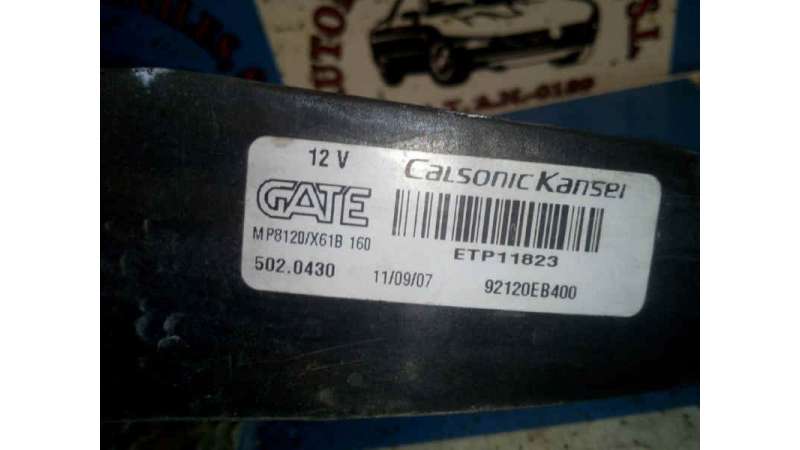 12 V
CALSONIC KANSEI
GATE
MP8120/X61B 160
ETP11823
502.0430
11/09/07
92120EB400